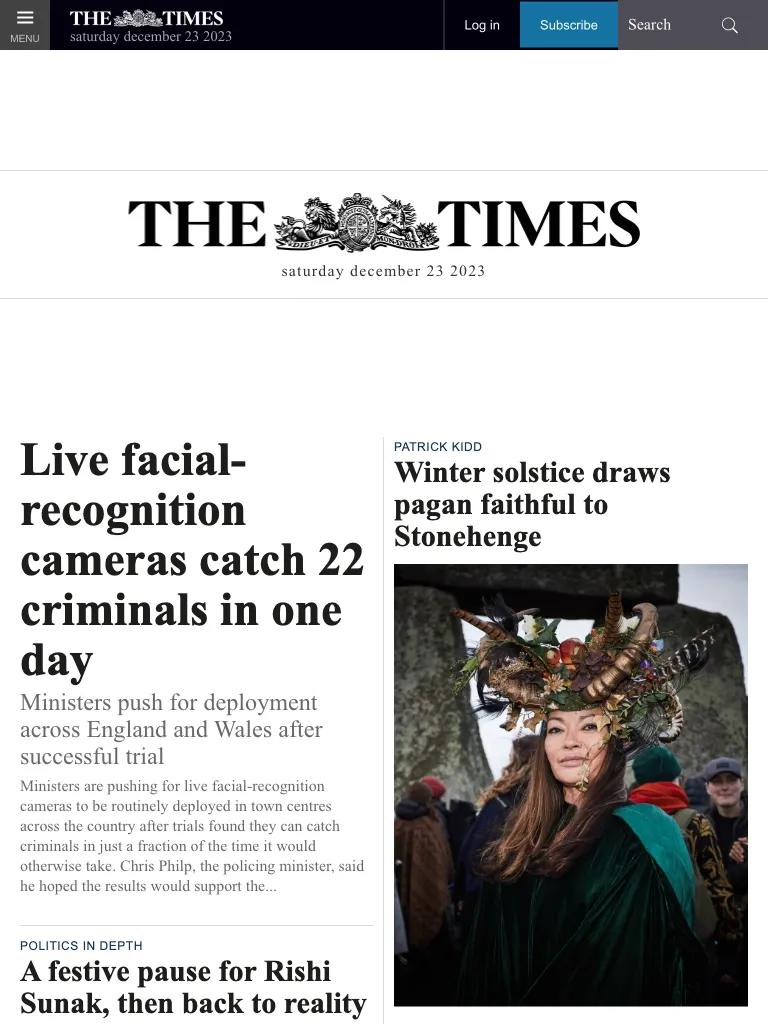 MENU
THE TIMES
saturday december 23 2023
Log in
Subscribe
Search
THE TIMES
DIEU ET MON DROIT
saturday december 23 2023
Live facial-
recognition
cameras catch 22
criminals in one
day
Ministers push for deployment
across England and Wales after
successful trial
Ministers are pushing for live facial-recognition
cameras to be routinely deployed in town centres
across the country after trials found they can catch
criminals in just a fraction of the time it would
otherwise take. Chris Philp, the policing minister, said
he hoped the results would support the...
POLITICS IN DEPTH
A festive pause for Rishi
Sunak, then back to reality
PATRICK KIDD
Winter solstice draws
pagan faithful to
Stonehenge